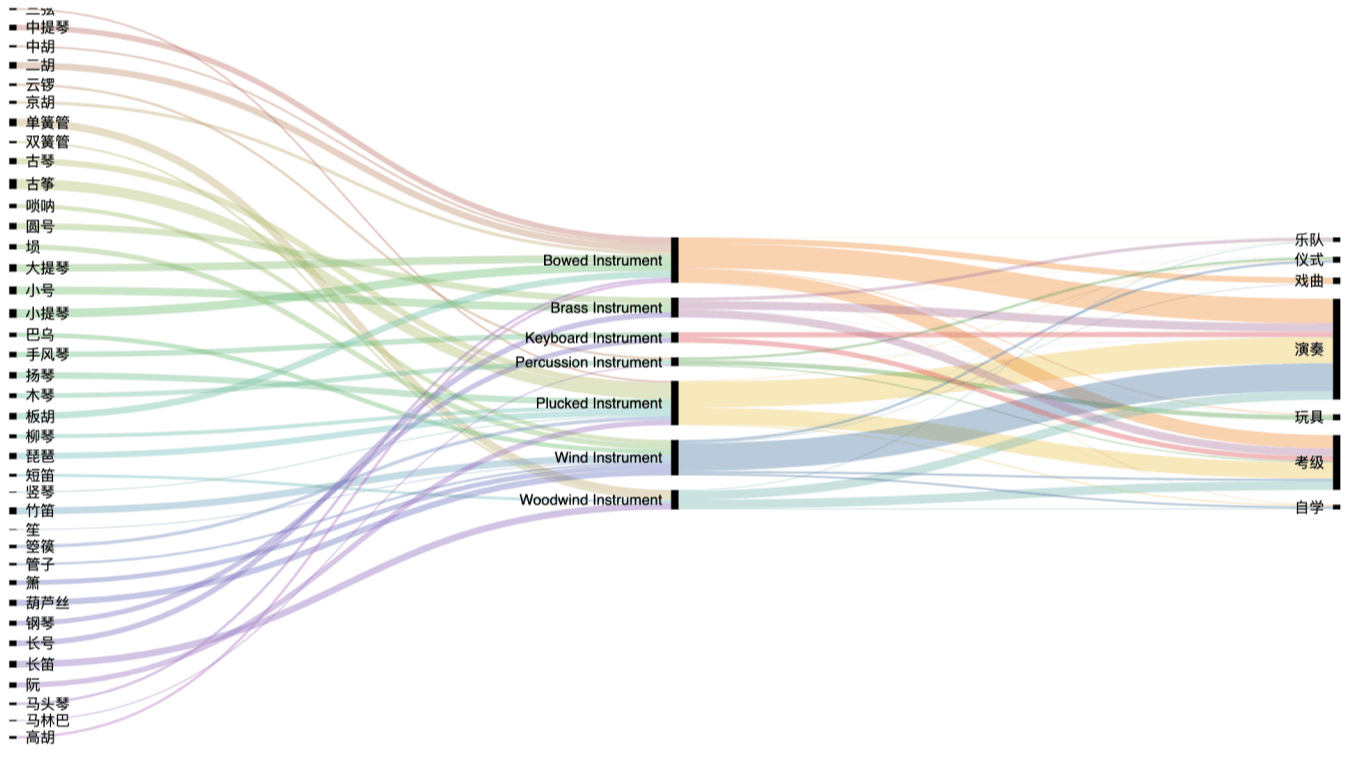 三弦
中提琴
中胡
二胡
云锣
京胡
单簧管
双簧管
古琴
古筝
唢呐
圆号
埙
大提琴
小号
小提琴
巴乌
手风琴
扬琴
木琴
板胡
柳琴
琵琶
短笛
竖琴
竹笛
笙
箜篌
管子
箫
葫芦丝
钢琴
长号
长笛
阮
马头琴
马林巴
高胡
Bowed Instrument
Brass Instrument
Keyboard Instrument
Percussion Instrument
Plucked Instrument
Wind Instrument
Woodwind Instrument
乐队
仪式
戏曲
演奏
玩具
考级
自学